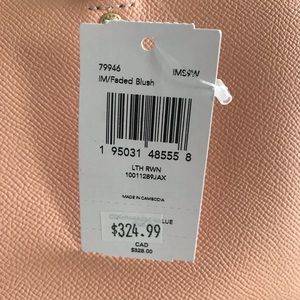 79946 IMS9W
IM/Faded Blush
1 95031 48555 8
LTH RWN
10011289JAX
MADE IN CAMBODIA
$324.99
CAD
$328.00